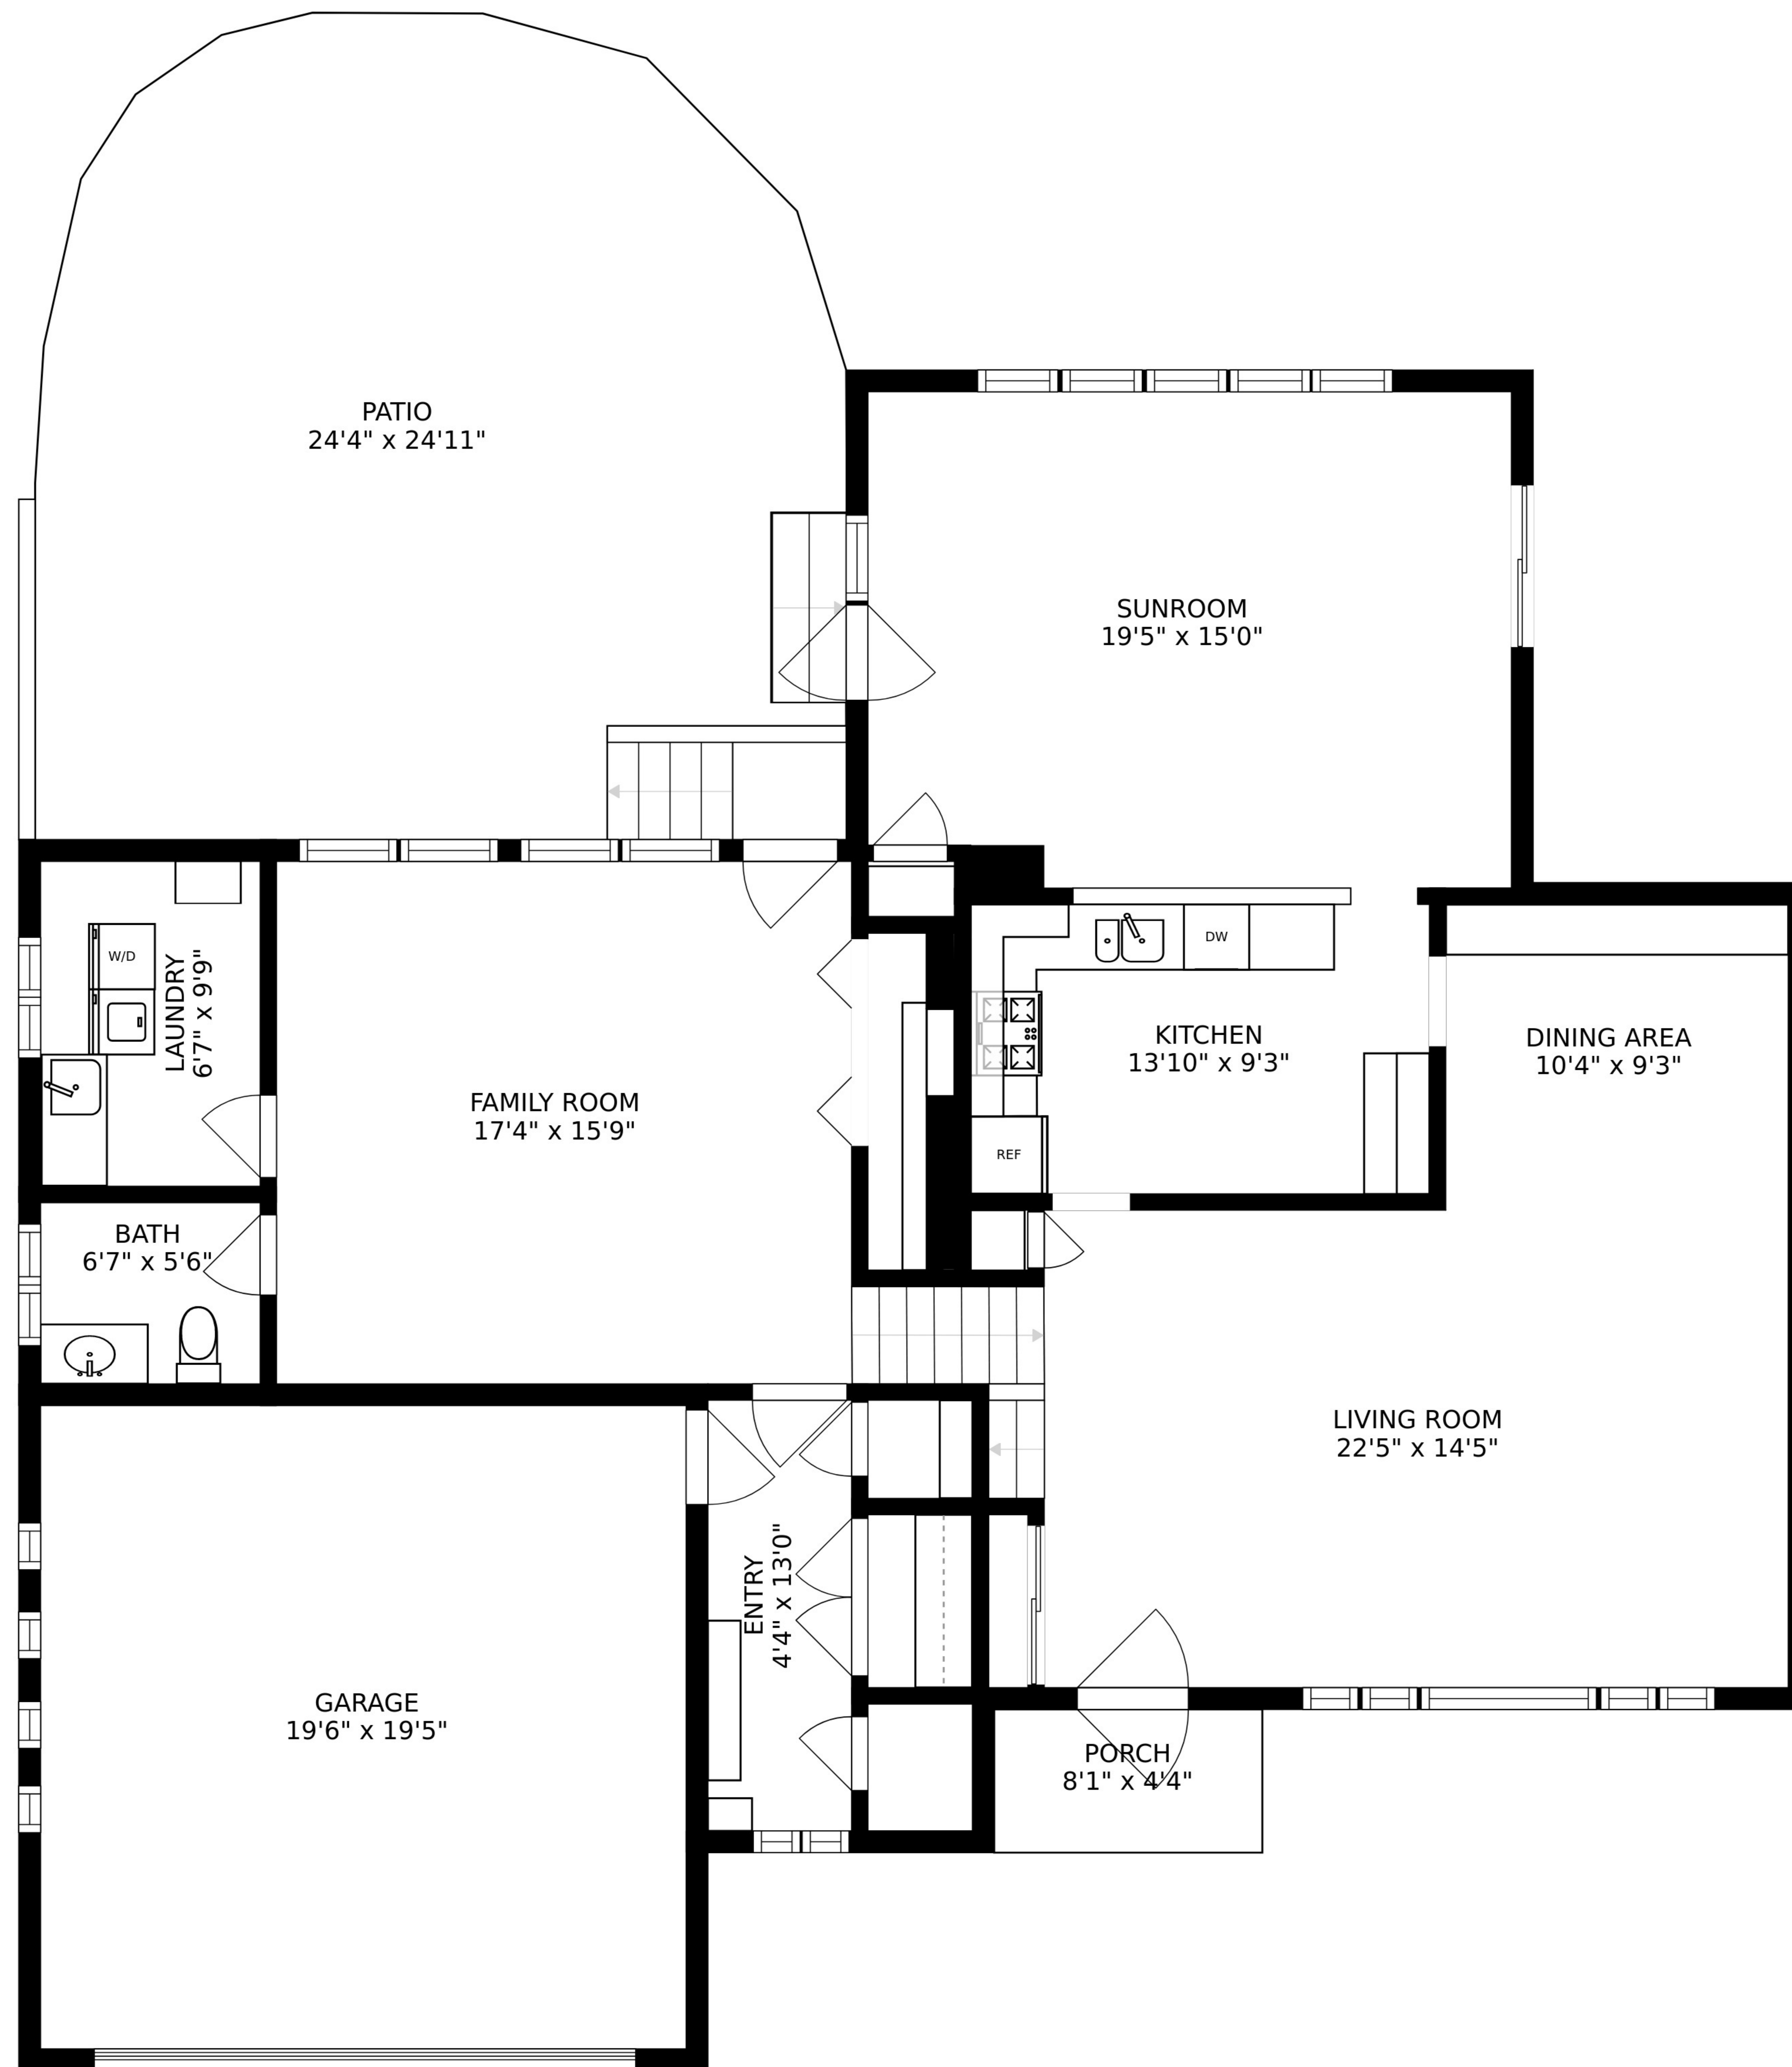 PATIO
24'4" x 24'11"
SUNROOM
19'5" x 15'0"
W/D
LAUNDRY
6'7" x 9'9"
DW
KITCHEN
13'10" x 9'3"
REF
DINING AREA
10'4" x 9'3"
FAMILY ROOM
17'4" x 15'9"
BATH
6'7" x 5'6"
LIVING ROOM
22'5" x 14'5"
ENTRY
4'4" x 13'0"
GARAGE
19'6" x 19'5"
PORCH
8'1" x 4'4"